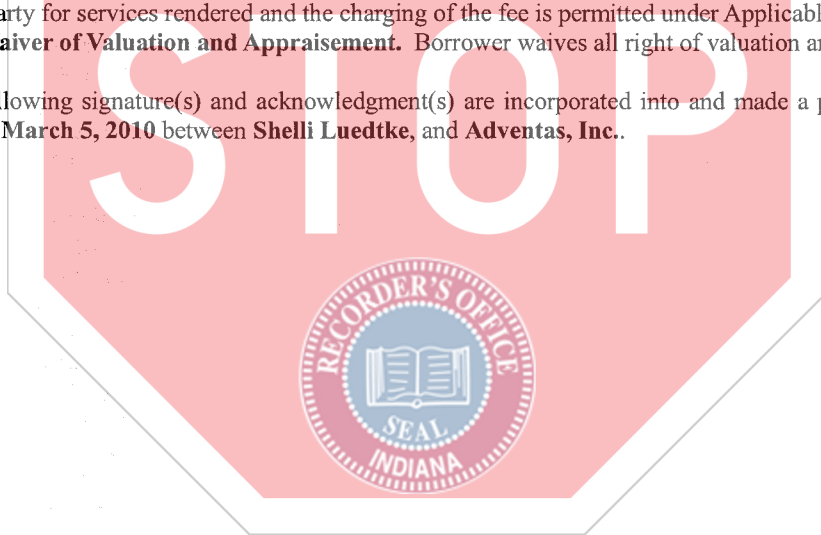 arty for services rendered and the charging of the fee is permitted under Applicabl
aiver of Valuation and Appraisement. Borrower waives all right of valuation an
llowing signature(s) and acknowledgment(s) are incorporated into and made a p
March 5, 2010 between Shelli Luedtke, and Adventas, Inc..
STOP
RECORDER'S OFFICE
SEAL
INDIANA